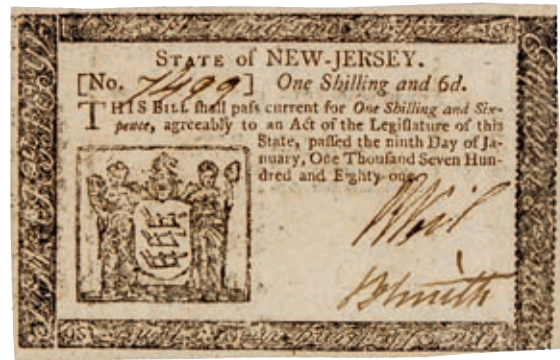 STATE of NEW-JERSEY.
[No. 7499] One Shilling and 6d.
THIS BILL ſhall paſs current for One Shilling and Six-
pence, agreeably to an Act of the Legiſlature of this
State, paſſed the ninth Day of Ja-
nuary, One Thouſand Seven Hun-
dred and Eighty-one.